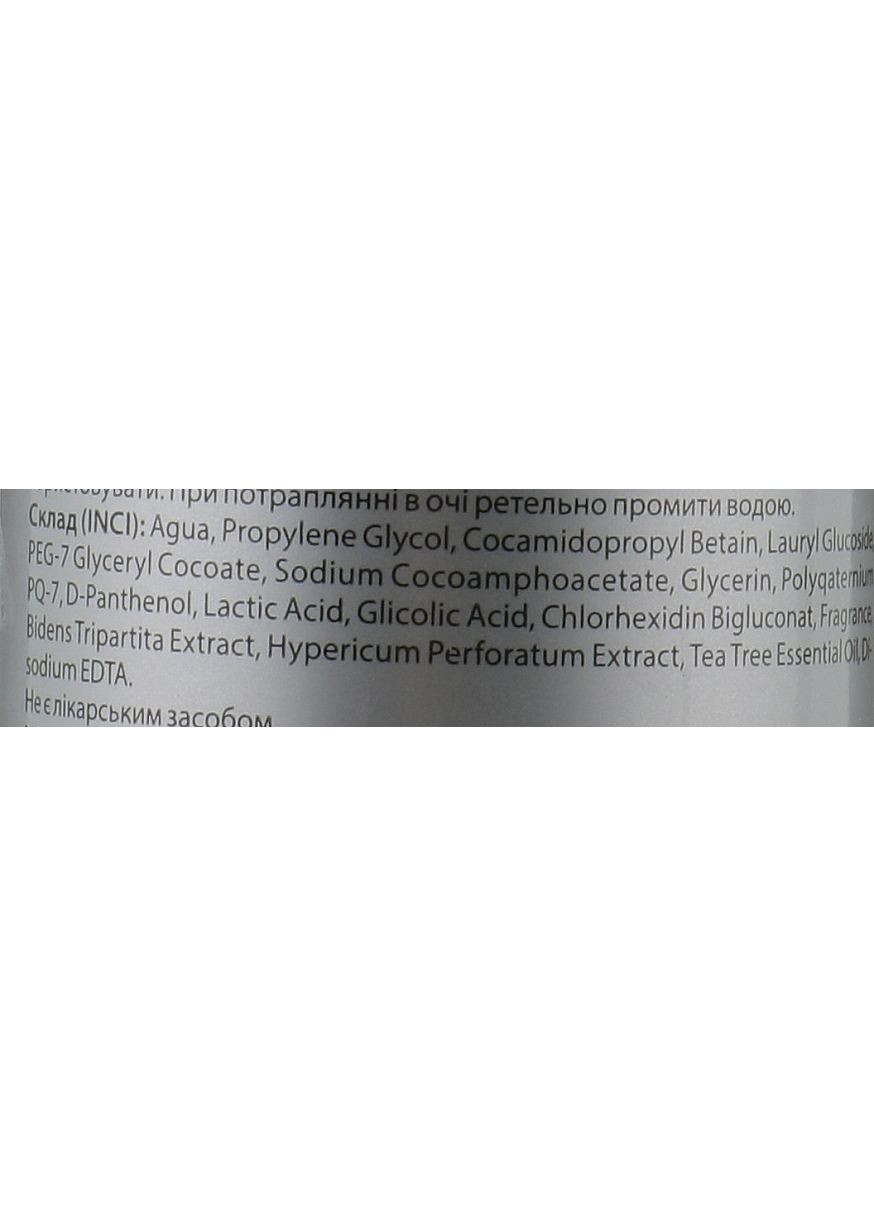 При потраплянні в очі ретельно промити водою.
Склад (INCI): Agua, Propylene Glycol, Cocamidopropyl Betain, Lauryl Glucoside,
PEG-7 Glyceryl Cocoate, Sodium Cocoamphoacetate, Glycerin, Polyqaternium
PQ-7, D-Panthenol, Lactic Acid, Glicolic Acid, Chlorhexidin Bigluconat, Fragrance,
Bidens Tripartita Extract, Hypericum Perforatum Extract, Tea Tree Essential Oil, Di-
sodium EDTA.
Не є лікарським засобом